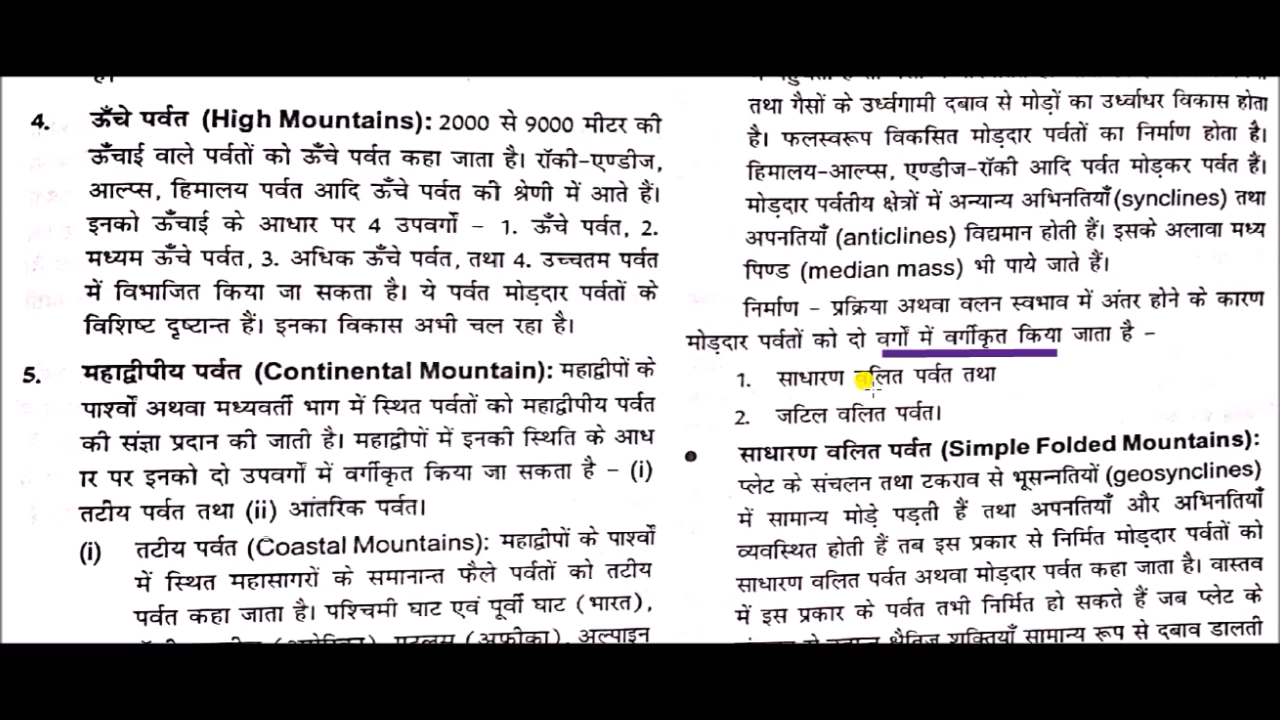 है।
4. ऊँचे पर्वत (High Mountains): 2000 से 9000 मीटर की
ऊँचाई वाले पर्वतों को ऊँचे पर्वत कहा जाता है। रॉकी-एण्डीज,
आल्प्स, हिमालय पर्वत आदि ऊँचे पर्वत की श्रेणी में आते हैं।
इनको ऊँचाई के आधार पर 4 उपवर्गों – 1. ऊँचे पर्वत, 2.
मध्यम ऊँचे पर्वत, 3. अधिक ऊँचे पर्वत, तथा 4. उच्चतम पर्वत
में विभाजित किया जा सकता है। ये पर्वत मोड़दार पर्वतों के
विशिष्ट दृष्टान्त हैं। इनका विकास अभी चल रहा है।
5. महाद्वीपीय पर्वत (Continental Mountain): महाद्वीपों के
पार्श्वों अथवा मध्यवर्ती भाग में स्थित पर्वतों को महाद्वीपीय पर्वत
की संज्ञा प्रदान की जाती है। महाद्वीपों में इनकी स्थिति के आध
ार पर इनको दो उपवर्गों में वर्गीकृत किया जा सकता है – (i)
तटीय पर्वत तथा (ii) आंतरिक पर्वत।
(i) तटीय पर्वत (Coastal Mountains): महाद्वीपों के पार्श्वों
में स्थित महासागरों के समानान्त फैले पर्वतों को तटीय
पर्वत कहा जाता है। पश्चिमी घाट एवं पूर्वी घाट (भारत),
(अफ्रीका), अल्पाइन
तथा गैसों के उर्ध्वगामी दबाव से मोड़ों का उर्ध्वाधर विकास होता
है। फलस्वरूप विकसित मोड़दार पर्वतों का निर्माण होता है।
हिमालय-आल्प्स, एण्डीज-रॉकी आदि पर्वत मोड़कर पर्वत हैं।
मोड़दार पर्वतीय क्षेत्रों में अन्यान्य अभिनतियाँ (synclines) तथा
अपनतियाँ (anticlines) विद्यमान होती हैं। इसके अलावा मध्य
पिण्ड (median mass) भी पाये जाते हैं।
निर्माण – प्रक्रिया अथवा वलन स्वभाव में अंतर होने के कारण
मोड़दार पर्वतों को दो वर्गों में वर्गीकृत किया जाता है –
1. साधारण वलित पर्वत तथा
2. जटिल वलित पर्वत।
● साधारण वलित पर्वत (Simple Folded Mountains):
प्लेट के संचलन तथा टकराव से भूसन्नतियों (geosynclines)
में सामान्य मोड़े पड़ती हैं तथा अपनतियाँ और अभिनतियाँ
व्यवस्थित होती हैं तब इस प्रकार से निर्मित मोड़दार पर्वतों को
साधारण वलित पर्वत अथवा मोड़दार पर्वत कहा जाता है। वास्तव
में इस प्रकार के पर्वत तभी निर्मित हो सकते हैं जब प्लेट के
से उत्पन्न क्षैतिज शक्तियाँ सामान्य रूप से दबाव डालती